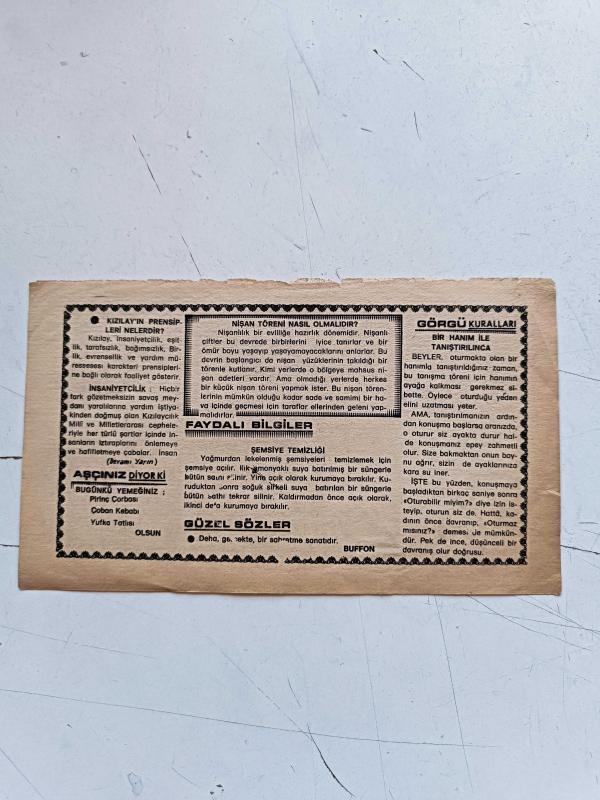 ● KIZILAY'IN PRENSİP-
LERİ NELERDİR?
Kızılay, İnsaniyetçilik, eşit-
lik, tarafsızlık, bağımsızlık, Bir-
lik, evrensellik ve yardım mü-
essesesi karakteri prensipleri-
ne bağlı olarak faaliyet gösterir.
İNSANİYETÇİLİK : Hiçbir
fark gözetmeksizin savaş mey-
danı yaralılarına yardım iştiya-
kından doğmuş olan Kızılaycılık
Millî ve Milletlerarası cephele-
riyle her türlü şartlar içinde in-
sanların ıztıraplarını önlemeye
ve hafifletmeye çabalar. İnsan
(Devamı Yarın)
AŞÇINIZ DİYOR Kİ
BUGÜNKÜ YEMEĞİNİZ :
Pirinç Çorbası
Çoban Kebabı
Yufka Tatlısı
OLSUN
NİŞAN TÖRENİ NASIL OLMALIDIR?
Nişanlılık bir evliliğe hazırlık dönemidir. Nişanlı
çiftler bu devrede birbirlerini iyice tanırlar ve bir
ömür boyu yaşayıp yaşayamayacaklarını anlarlar. Bu
devrin başlangıcı da nişan yüzüklerinin takıldığı bir
törenle kutlanır. Kimi yerlerde o bölgeye mahsus ni-
şan adetleri vardır. Ama olmadığı yerlerde herkes
bir küçük nişan töreni yapmak ister. Bu nişan tören-
lerinin mümkün olduğu kadar sade ve samimi bir ha-
va içinde geçmesi için taraflar ellerinden geleni yap-
malıdırlar.
FAYDALI BİLGİLER
ŞEMSİYE TEMİZLİĞİ
Yağmurdan lekelenmiş şemsiyeleri temizlemek için
şemsiye açılır. Ilık amonyaklı suya batırılmış bir süngerle
bütün sathı silinir. Yine açık olarak kurumaya bırakılır. Ku-
ruduktan sonra soğuk sirkeli suya batırılan bir süngerle
bütün sathı tekrar silinir. Kaldırmadan önce açık olarak,
ikinci defa kurumaya bırakılır.
GÜZEL SÖZLER
● Deha, gerçekte, bir sabretme sanatıdır.
BUFFON
GÖRGÜ KURALLARI
BİR HANIM İLE
TANIŞTIRILINCA
BEYLER, oturmakta olan bir
hanımla tanıştırıldığınız zaman,
bu tanışma töreni için hanımın
ayağa kalkması gerekmez el-
bette. Öylece oturduğu yerden
elini uzatması yeter.
AMA, tanıştırılmanızın ardın-
dan konuşma başlarsa aranızda,
o oturur siz ayakta durur hal-
de konuşmanız epey zahmetli
olur. Size bakmaktan onun boy-
nu ağrır, sizin de ayaklarınıza
kara su iner.
İŞTE bu yüzden, konuşmaya
başladıktan birkaç saniye sonra
«Oturabilir miyim?» diye izin is-
teyip, oturun siz de. Hattâ, ka-
dının önce davranıp, «Oturmaz
mısınız?» demesi de mümkün-
dür. Pek de ince, düşünceli bir
davranış olur doğrusu.